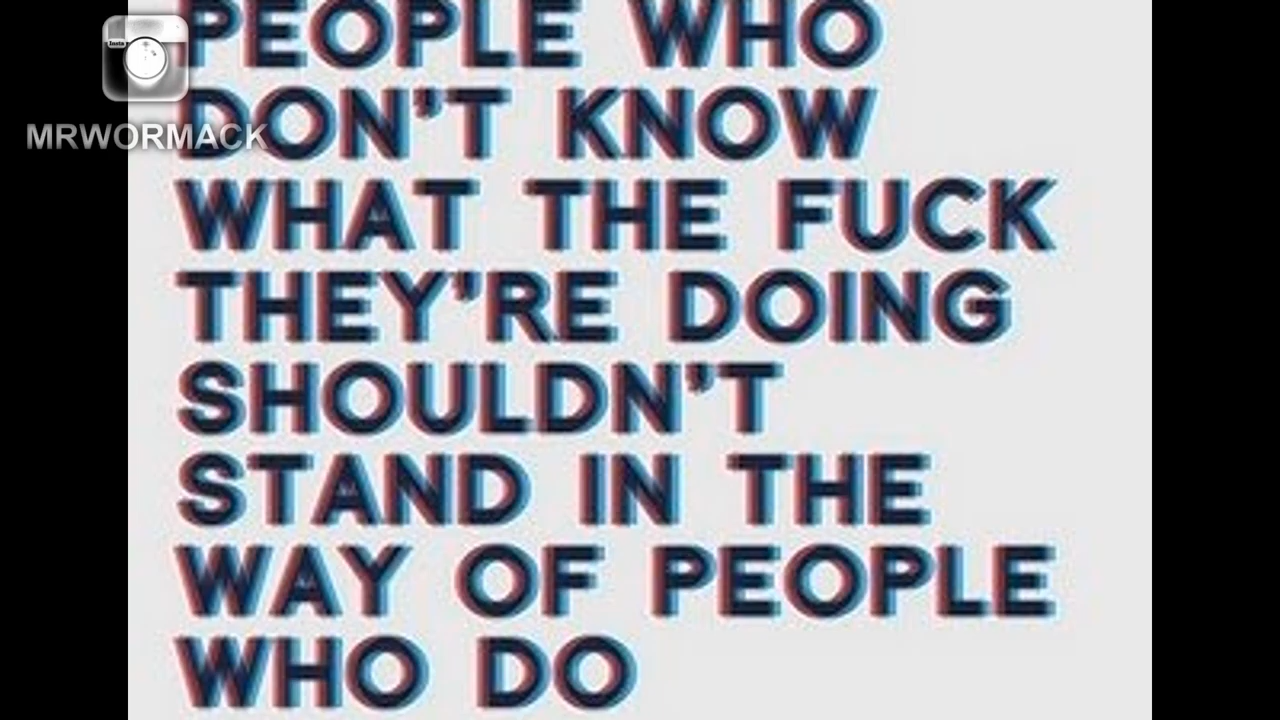 PEOPLE WHO
DON'T KNOW
WHAT THE FUCK
THEY'RE DOING
SHOULDN'T
STAND IN THE
WAY OF PEOPLE
WHO DO
Insta
MRWORMACK